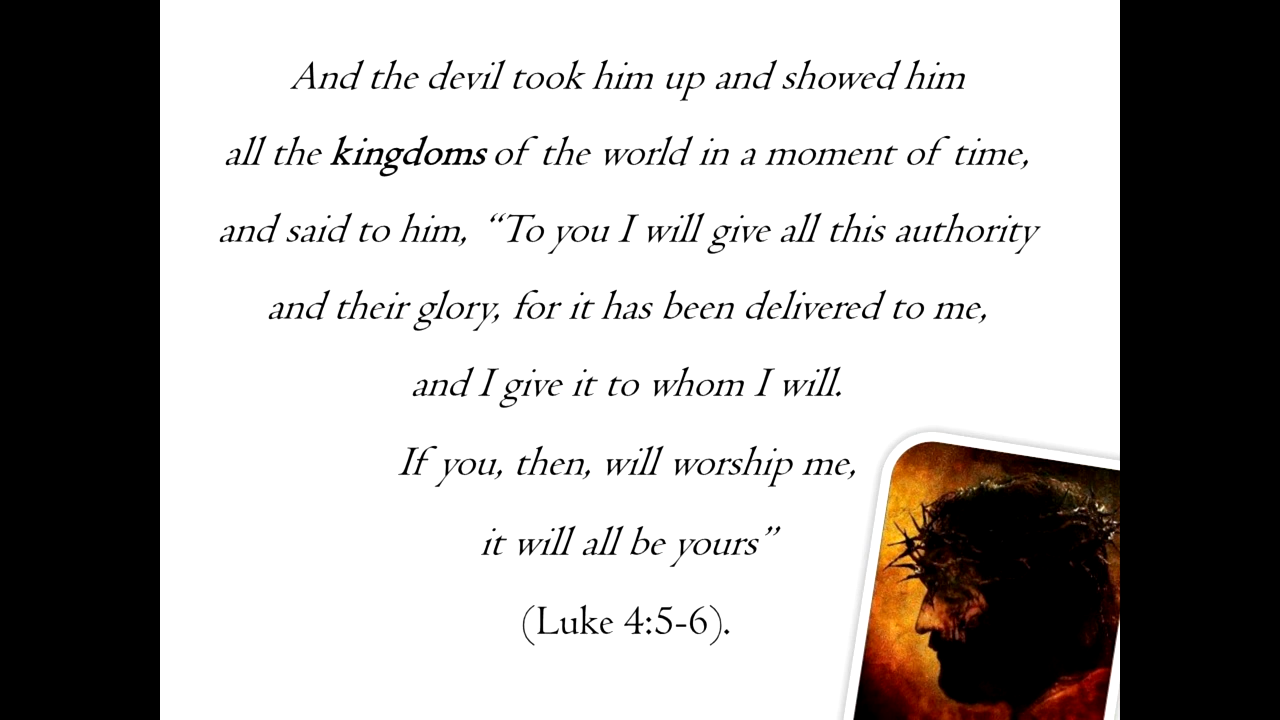 And the devil took him up and showed him
all the kingdoms of the world in a moment of time,
and said to him, “To you I will give all this authority
and their glory, for it has been delivered to me,
and I give it to whom I will.
If you, then, will worship me,
it will all be yours”
(Luke 4:5-6).